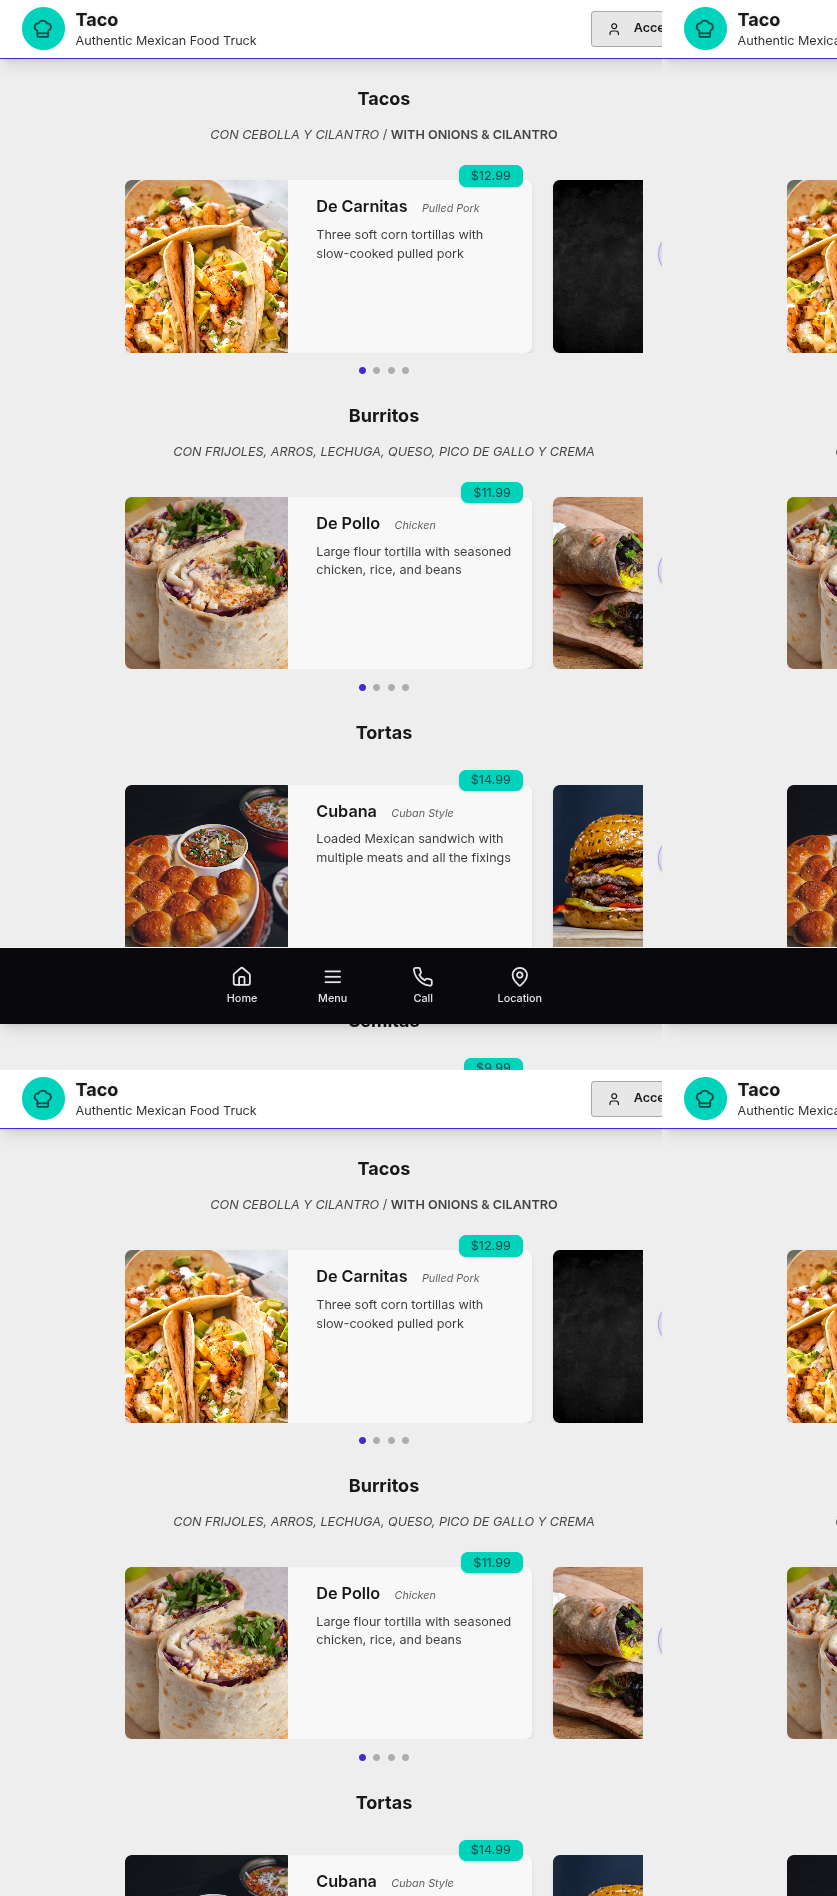 Taco
Authentic Mexican Food Truck
Acce
Taco
Authentic Mexica
Tacos
CON CEBOLLA Y CILANTRO / WITH ONIONS & CILANTRO
$12.99
De Carnitas Pulled Pork
Three soft corn tortillas with
slow-cooked pulled pork
Burritos
CON FRIJOLES, ARROS, LECHUGA, QUESO, PICO DE GALLO Y CREMA
$11.99
De Pollo Chicken
Large flour tortilla with seasoned
chicken, rice, and beans
Tortas
$14.99
Cubana Cuban Style
Loaded Mexican sandwich with
multiple meats and all the fixings
Home Menu Call Location
$9.99
Taco
Authentic Mexican Food Truck
Acce
Taco
Authentic Mexica
Tacos
CON CEBOLLA Y CILANTRO / WITH ONIONS & CILANTRO
$12.99
De Carnitas Pulled Pork
Three soft corn tortillas with
slow-cooked pulled pork
Burritos
CON FRIJOLES, ARROS, LECHUGA, QUESO, PICO DE GALLO Y CREMA
$11.99
De Pollo Chicken
Large flour tortilla with seasoned
chicken, rice, and beans
Tortas
$14.99
Cubana Cuban Style